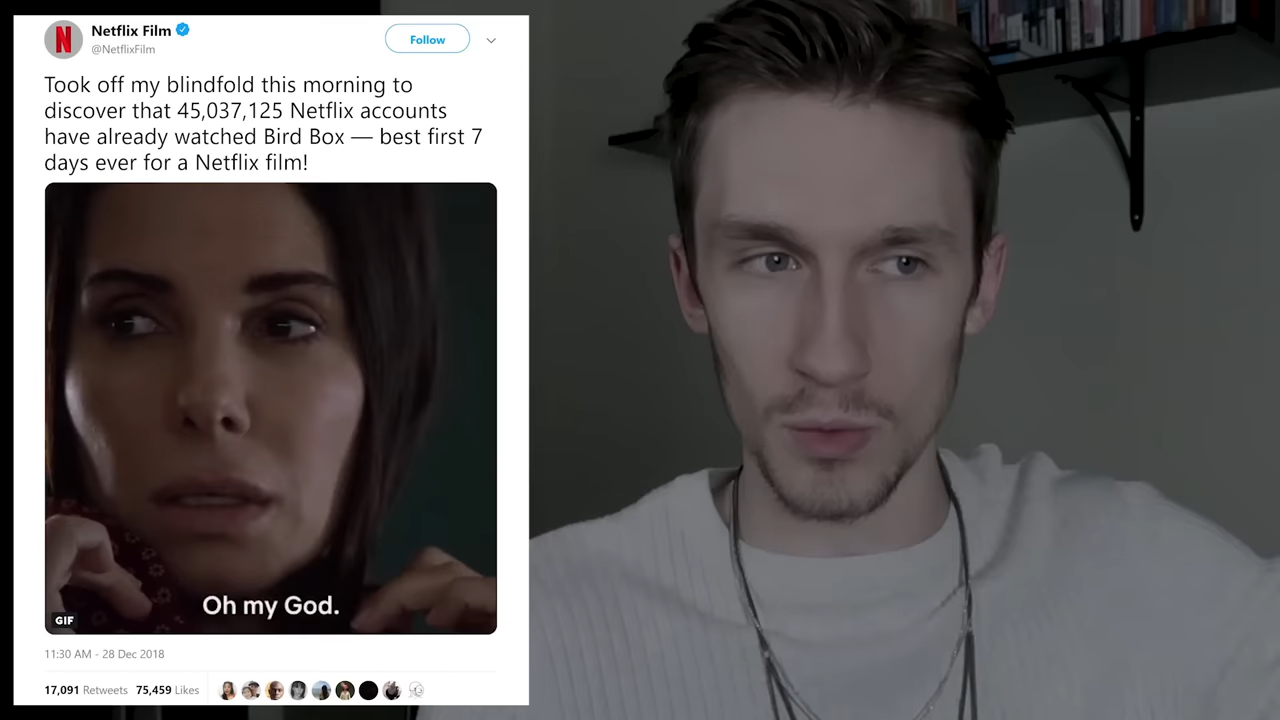 Netflix Film
@NetflixFilm
Follow
Took off my blindfold this morning to
discover that 45,037,125 Netflix accounts
have already watched Bird Box — best first 7
days ever for a Netflix film!
Oh my God.
GIF
11:30 AM - 28 Dec 2018
17,091 Retweets 75,459 Likes